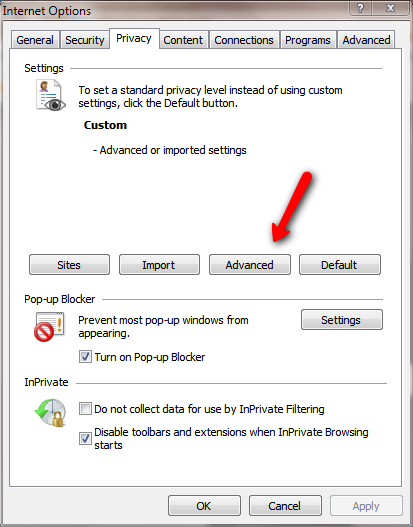 Internet Options
?
General Security Privacy Content Connections Programs Advanced
Settings
To set a standard privacy level instead of using custom
settings, click the Default button.
Custom
- Advanced or imported settings
Sites Import Advanced Default
Pop-up Blocker
Prevent most pop-up windows from
appearing.
Settings
Turn on Pop-up Blocker
InPrivate
Do not collect data for use by InPrivate Filtering
Disable toolbars and extensions when InPrivate Browsing
starts
OK Cancel Apply